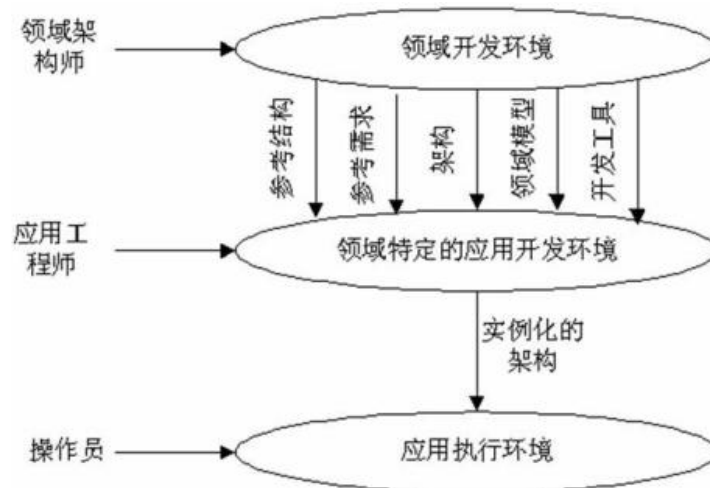 领域架
构师
领域开发环境
参考结构
参考需求
架构
领域模型
开发工具
应用工
程师
领域特定的应用开发环境
实例化的
架构
操作员
应用执行环境